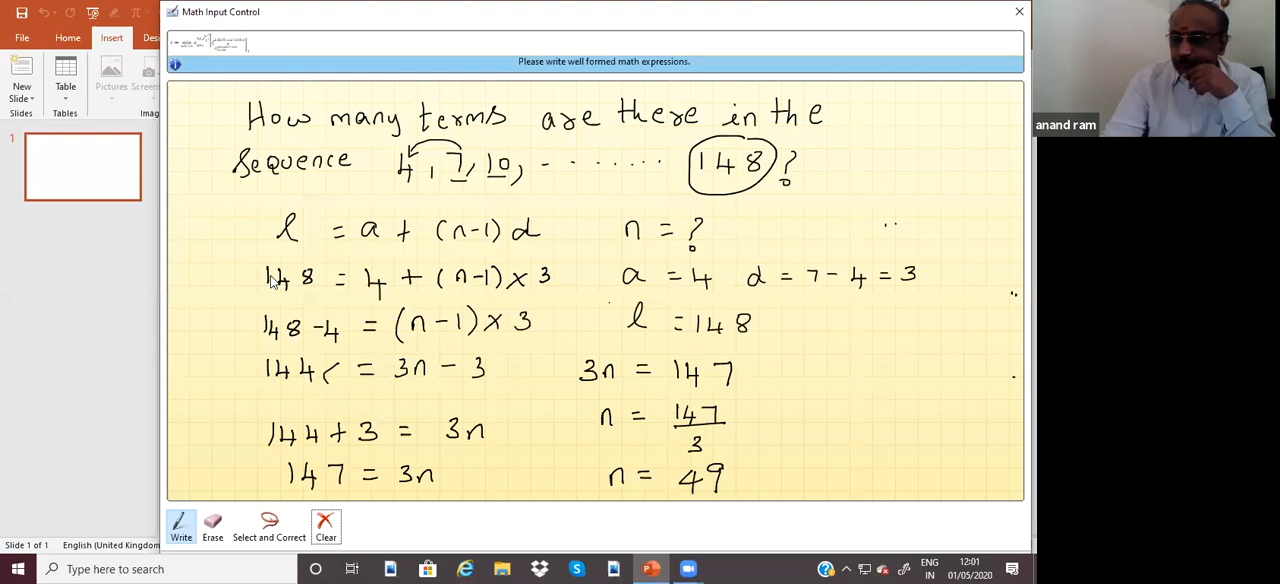 Math Input Control
File
Home
Insert
New
Slide
Table
Pictures
Slides
Tables
Please write well formed math expressions.
anand ram
1
How many terms are there in the
Sequence 4, 7, 10, - · · · · · · · 148 ?
l = a + (n-1) d
n = ?
148 = 4 + (n-1) × 3
a = 4 d = 7 - 4 = 3
148 - 4 = (n - 1) × 3
l = 148
144 = 3n - 3
3n = 147
n = 147/3
144 + 3 = 3n
147 = 3n
n = 49
Write
Erase
Select and Correct
Clear
Slide 1 of 1
English (United Kingdom
Type here to search
ENG
IN
12:01
01/05/2020